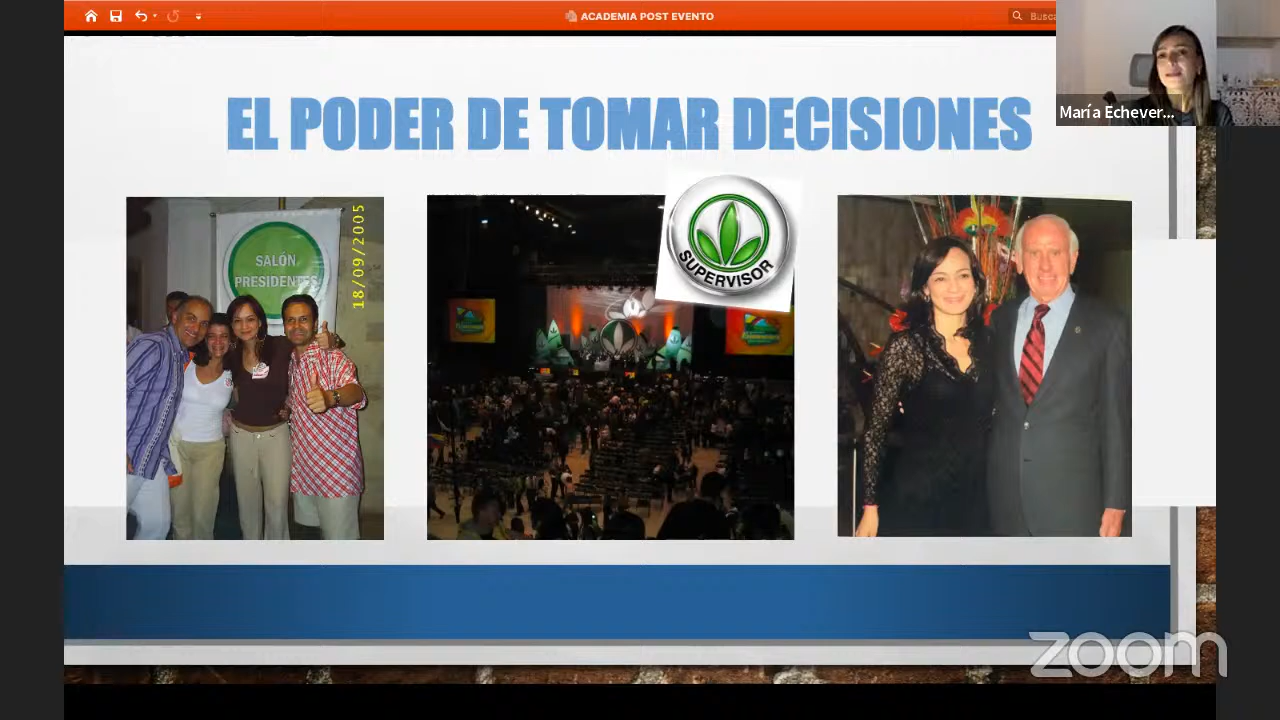 ACADEMIA POST EVENTO
Busca
María Echever...
EL PODER DE TOMAR DECISIONES
SALÓN
PRESIDENTES
18/09/2005
SUPERVISOR
zoom